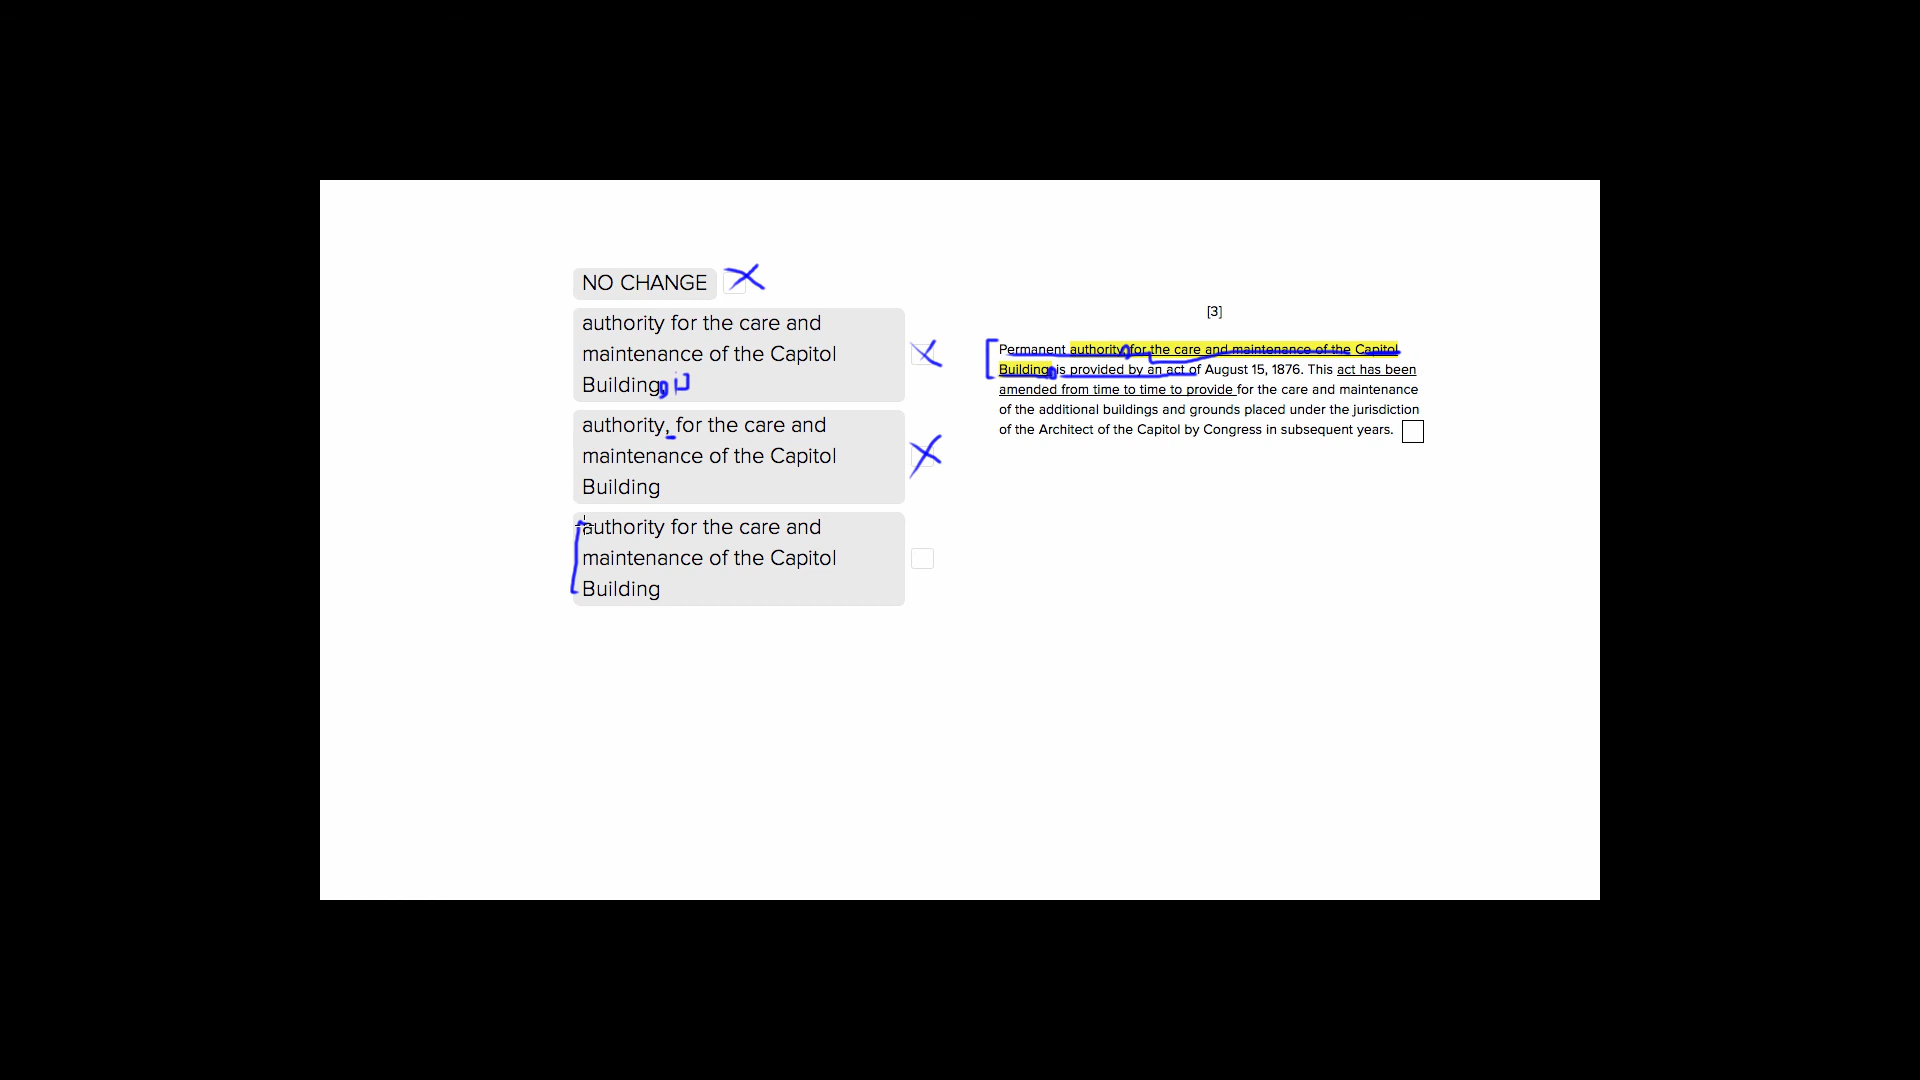 NO CHANGE
authority for the care and
maintenance of the Capitol
Building,
authority, for the care and
maintenance of the Capitol
Building
authority for the care and
maintenance of the Capitol
Building
[3]
Permanent authority, for the care and maintenance of the Capitol
Building, is provided by an act of August 15, 1876. This act has been
amended from time to time to provide for the care and maintenance
of the additional buildings and grounds placed under the jurisdiction
of the Architect of the Capitol by Congress in subsequent years.